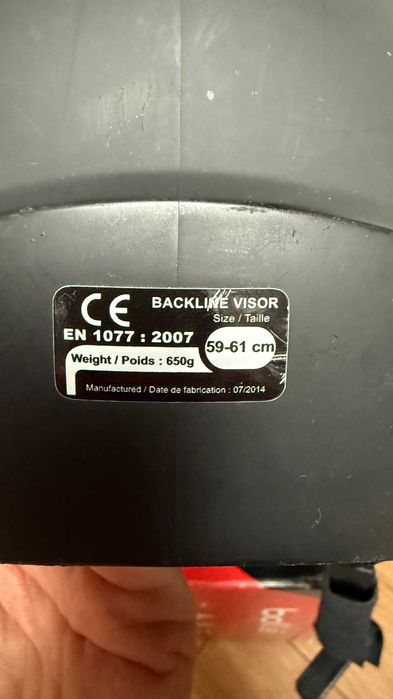 CE
BACKLINE VISOR
Size / Taille
EN 1077 : 2007
59-61 cm
Weight / Poids : 650g
Manufactured / Date de fabrication : 07/2014